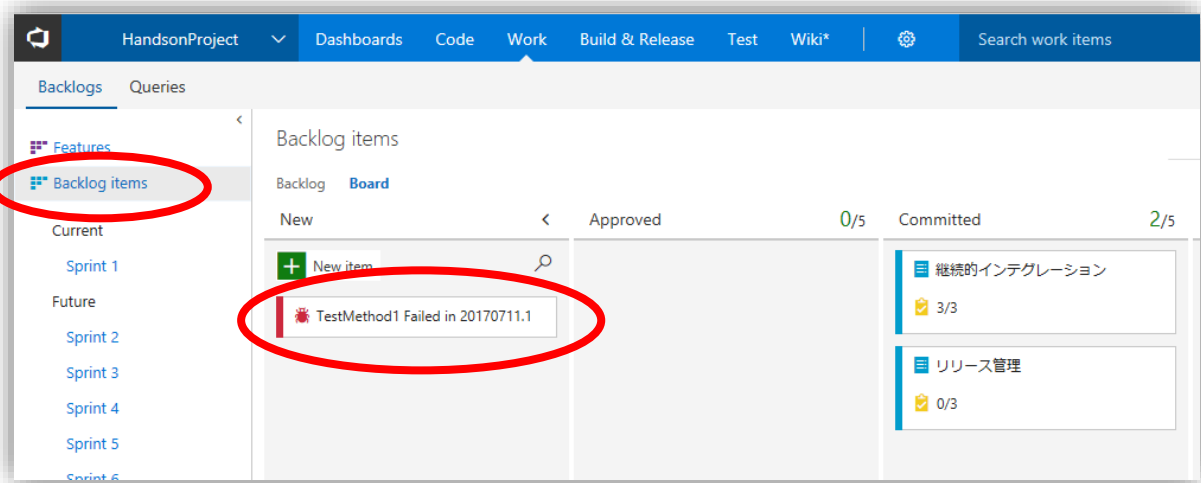 HandsonProject Dashboards Code Work Build & Release Test Wiki* Search work items
Backlogs Queries
Features
Backlog items
Current
Sprint 1
Future
Sprint 2
Sprint 3
Sprint 4
Sprint 5
Sprint 6
Backlog items
Backlog Board
New Approved 0/5 Committed 2/5
New item
TestMethod1 Failed in 20170711.1
継続的インテグレーション
3/3
リリース管理
0/3